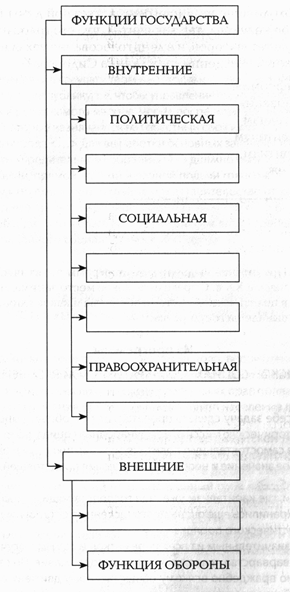 ФУНКЦИИ ГОСУДАРСТВА
ВНУТРЕННИЕ
ПОЛИТИЧЕСКАЯ
СОЦИАЛЬНАЯ
ПРАВООХРАНИТЕЛЬНАЯ
ВНЕШНИЕ
ФУНКЦИЯ ОБОРОНЫ